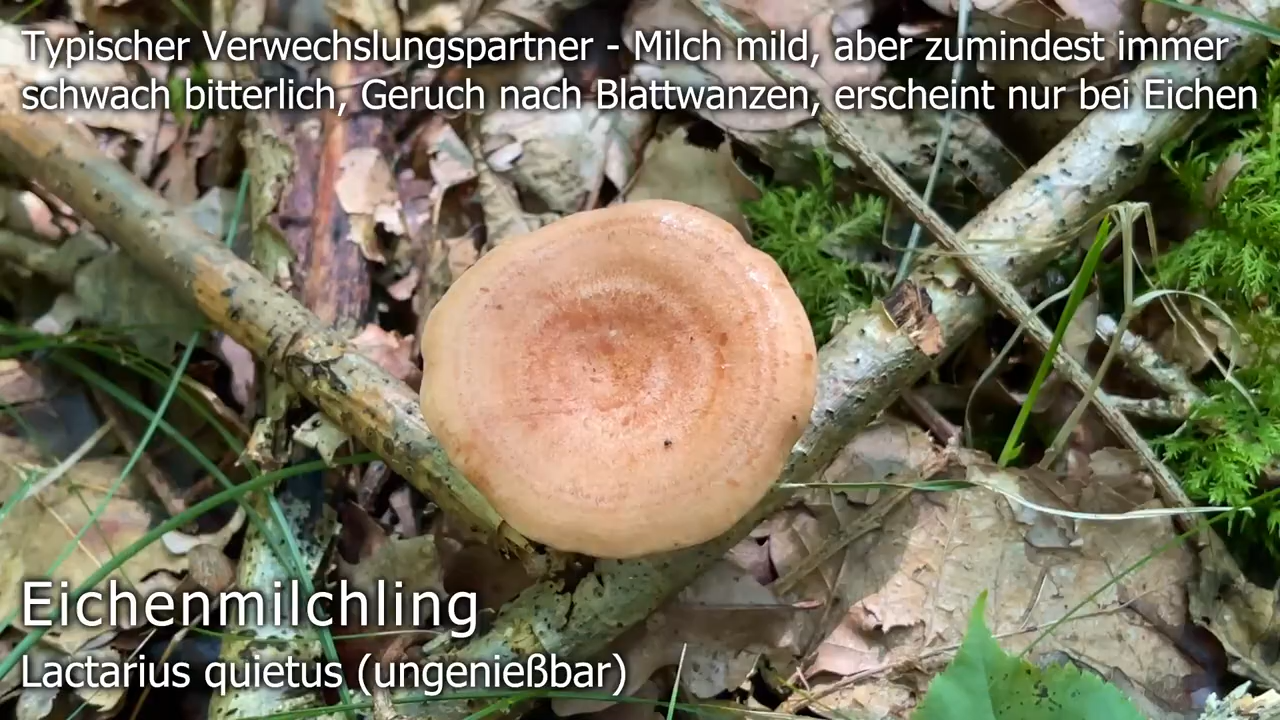 Typischer Verwechslungspartner - Milch mild, aber zumindest immer
schwach bitterlich, Geruch nach Blattwanzen, erscheint nur bei Eichen
Eichenmilchling
Lactarius quietus (ungenießbar)